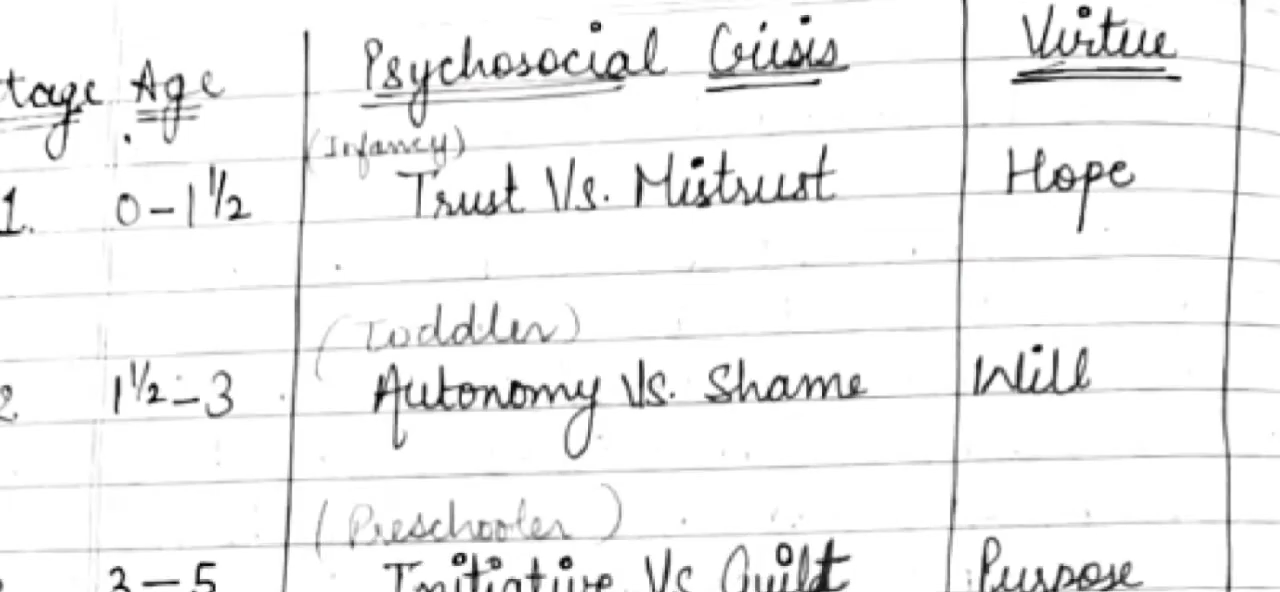 tage Age Psychosocial Crisis Virtue
(Infancy)
1. 0-1½ Trust Vs. Mistrust Hope
(Toddler)
2. 1½-3 Autonomy Vs. Shame Will
(Preschooler)
3-5 Initiative Vs Guilt Purpose